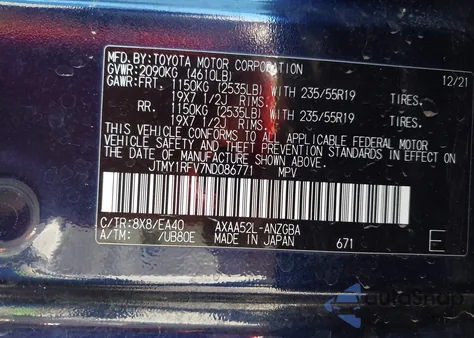 MFD.BY:TOYOTA MOTOR CORPORATION 12/21
GVWR: 2090KG (4610LB)
GAWR:FRT. 1150KG (2535LB) WITH 235/55R19 TIRES.
19X7 1/2J RIMS.
RR. 1150KG (2535LB) WITH 235/55R19 TIRES.
19X7 1/2J RIMS.
THIS VEHICLE CONFORMS TO ALL APPLICABLE FEDERAL MOTOR
VEHICLE SAFETY, BUMPER, AND THEFT PREVENTION STANDARDS IN EFFECT
ON THE DATE OF MANUFACTURE SHOWN ABOVE.
JTMY1RFV7ND086771 MPV
C/TR:8X8/EA40 AXAA52L-ANZGBA
A/TM: /UB80E MADE IN JAPAN 671 E
AutoSnap